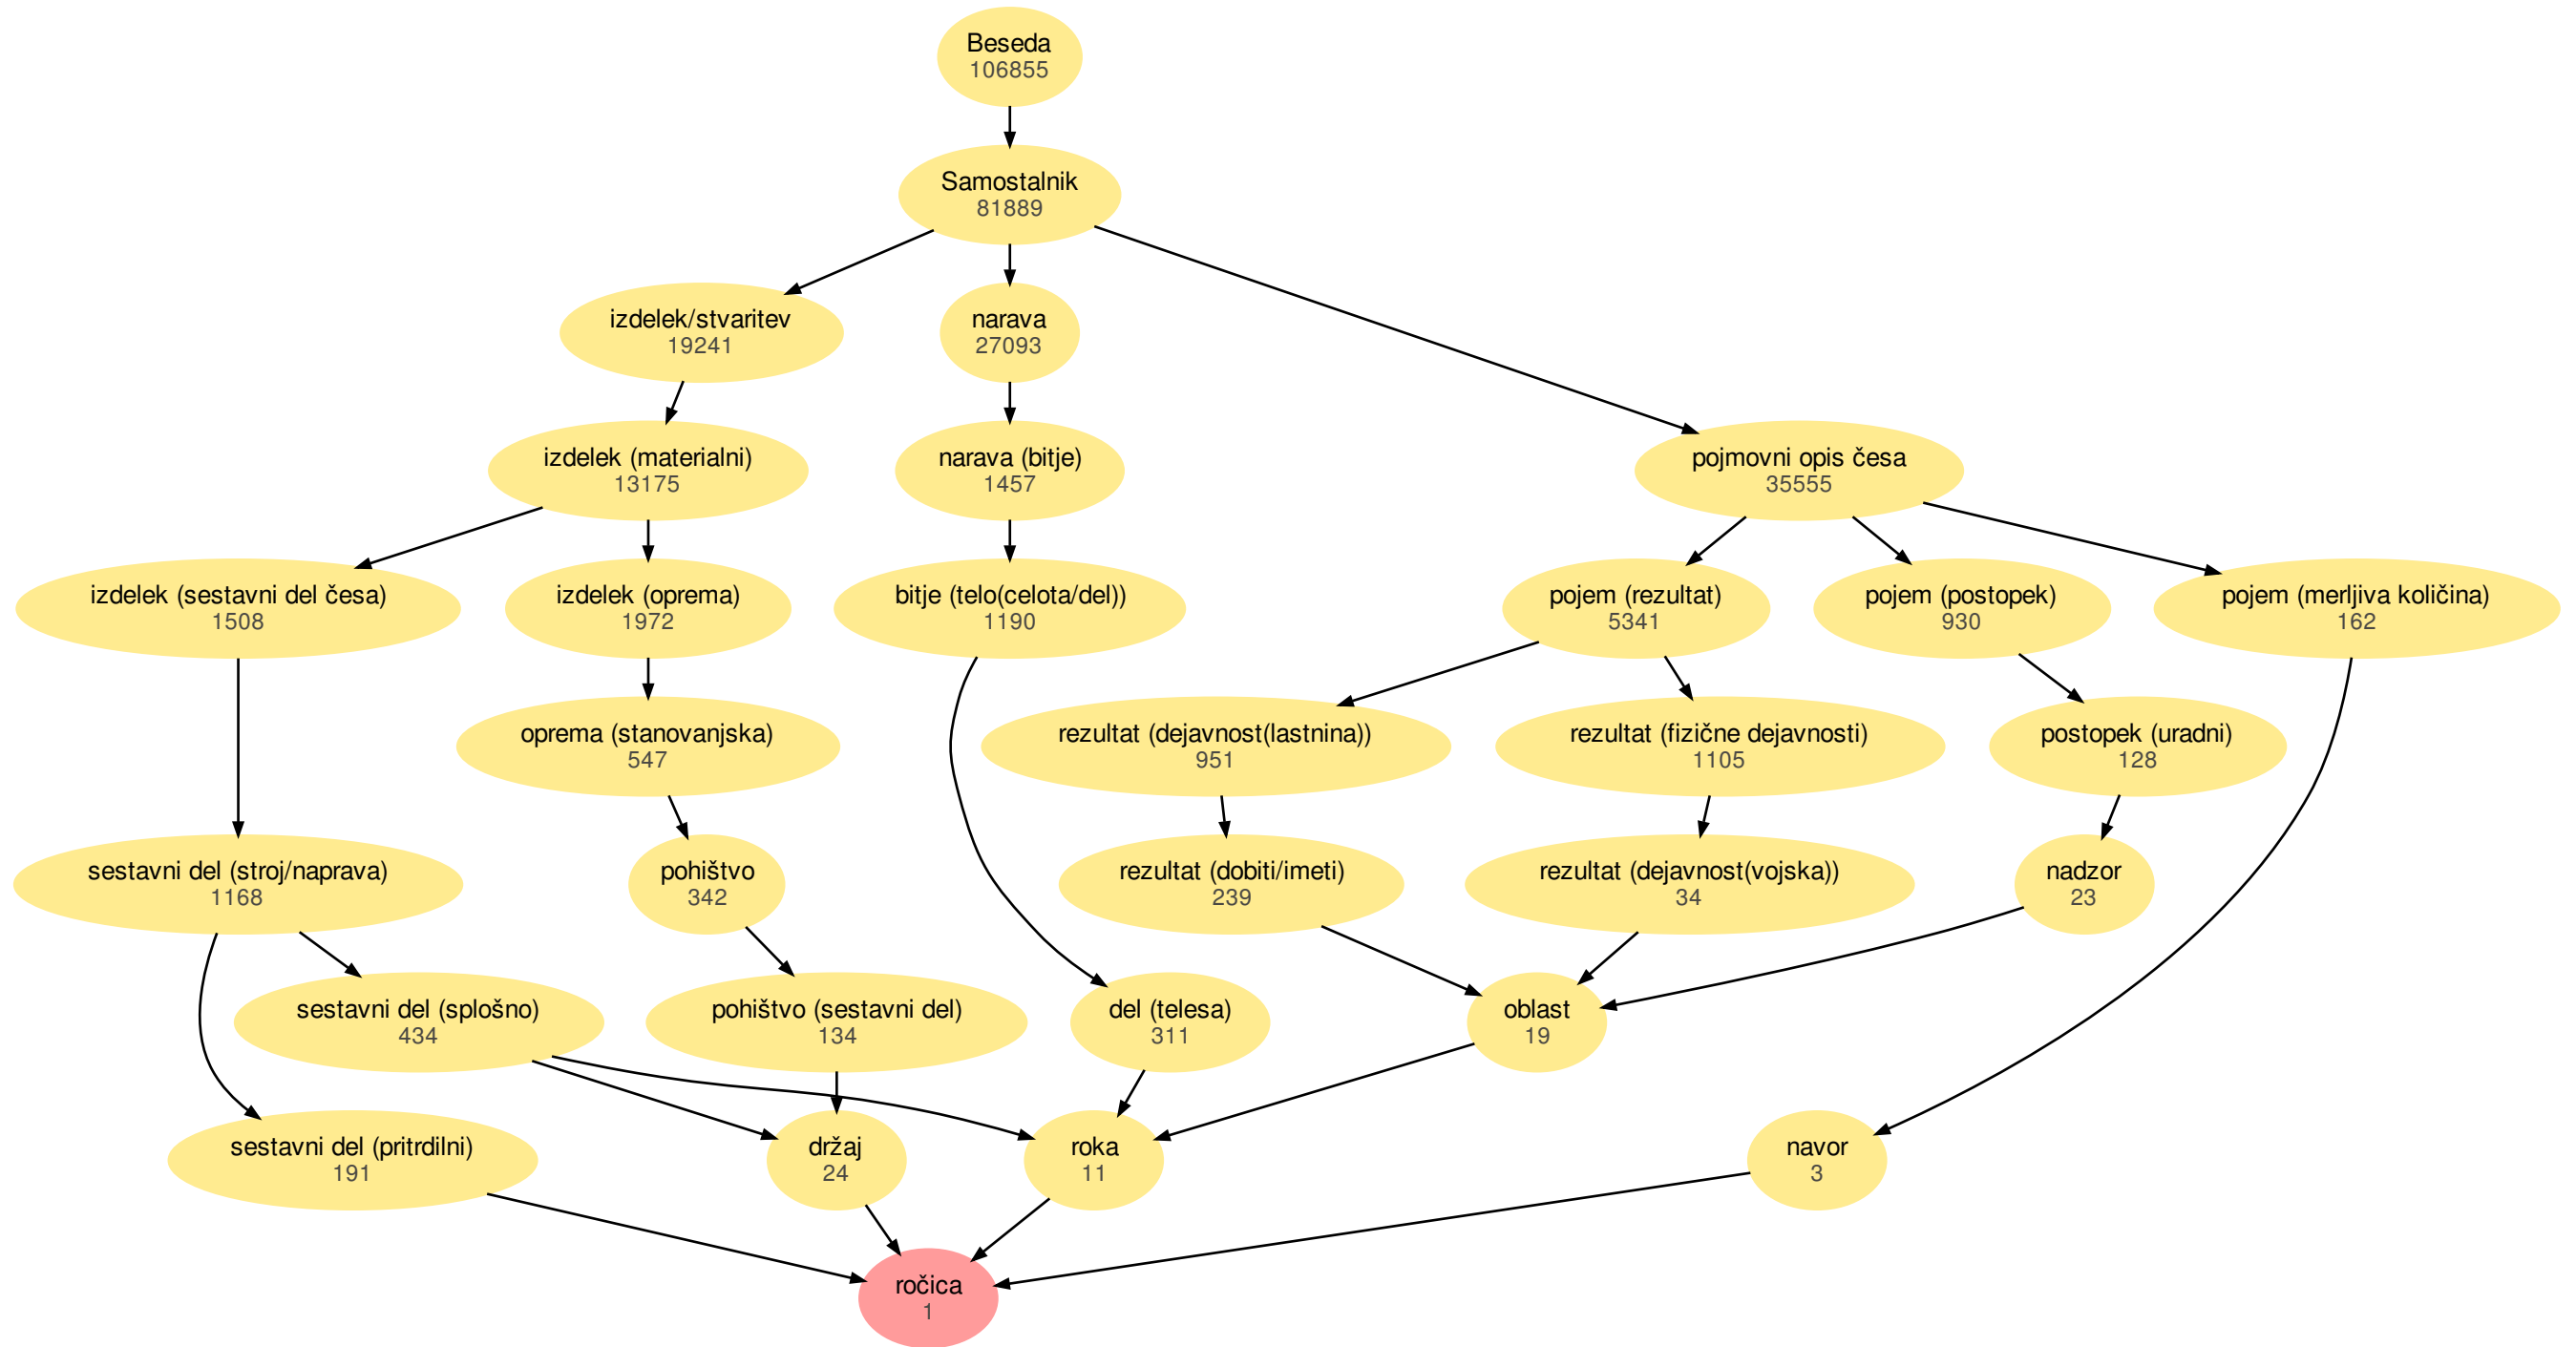 Beseda
106855
Samostalnik
81889
izdelek/stvaritev
19241
narava
27093
izdelek (materialni)
13175
narava (bitje)
1457
pojmovni opis česa
35555
izdelek (sestavni del česa)
1508
izdelek (oprema)
1972
bitje (telo(celota/del))
1190
pojem (rezultat)
5341
pojem (postopek)
930
pojem (merljiva količina)
162
oprema (stanovanjska)
547
rezultat (dejavnost(lastnina))
951
rezultat (fizične dejavnosti)
1105
postopek (uradni)
128
sestavni del (stroj/naprava)
1168
pohištvo
342
rezultat (dobiti/imeti)
239
rezultat (dejavnost(vojska))
34
nadzor
23
sestavni del (splošno)
434
pohištvo (sestavni del)
134
del (telesa)
311
oblast
19
sestavni del (pritrdilni)
191
držaj
24
roka
11
navor
3
ročica
1